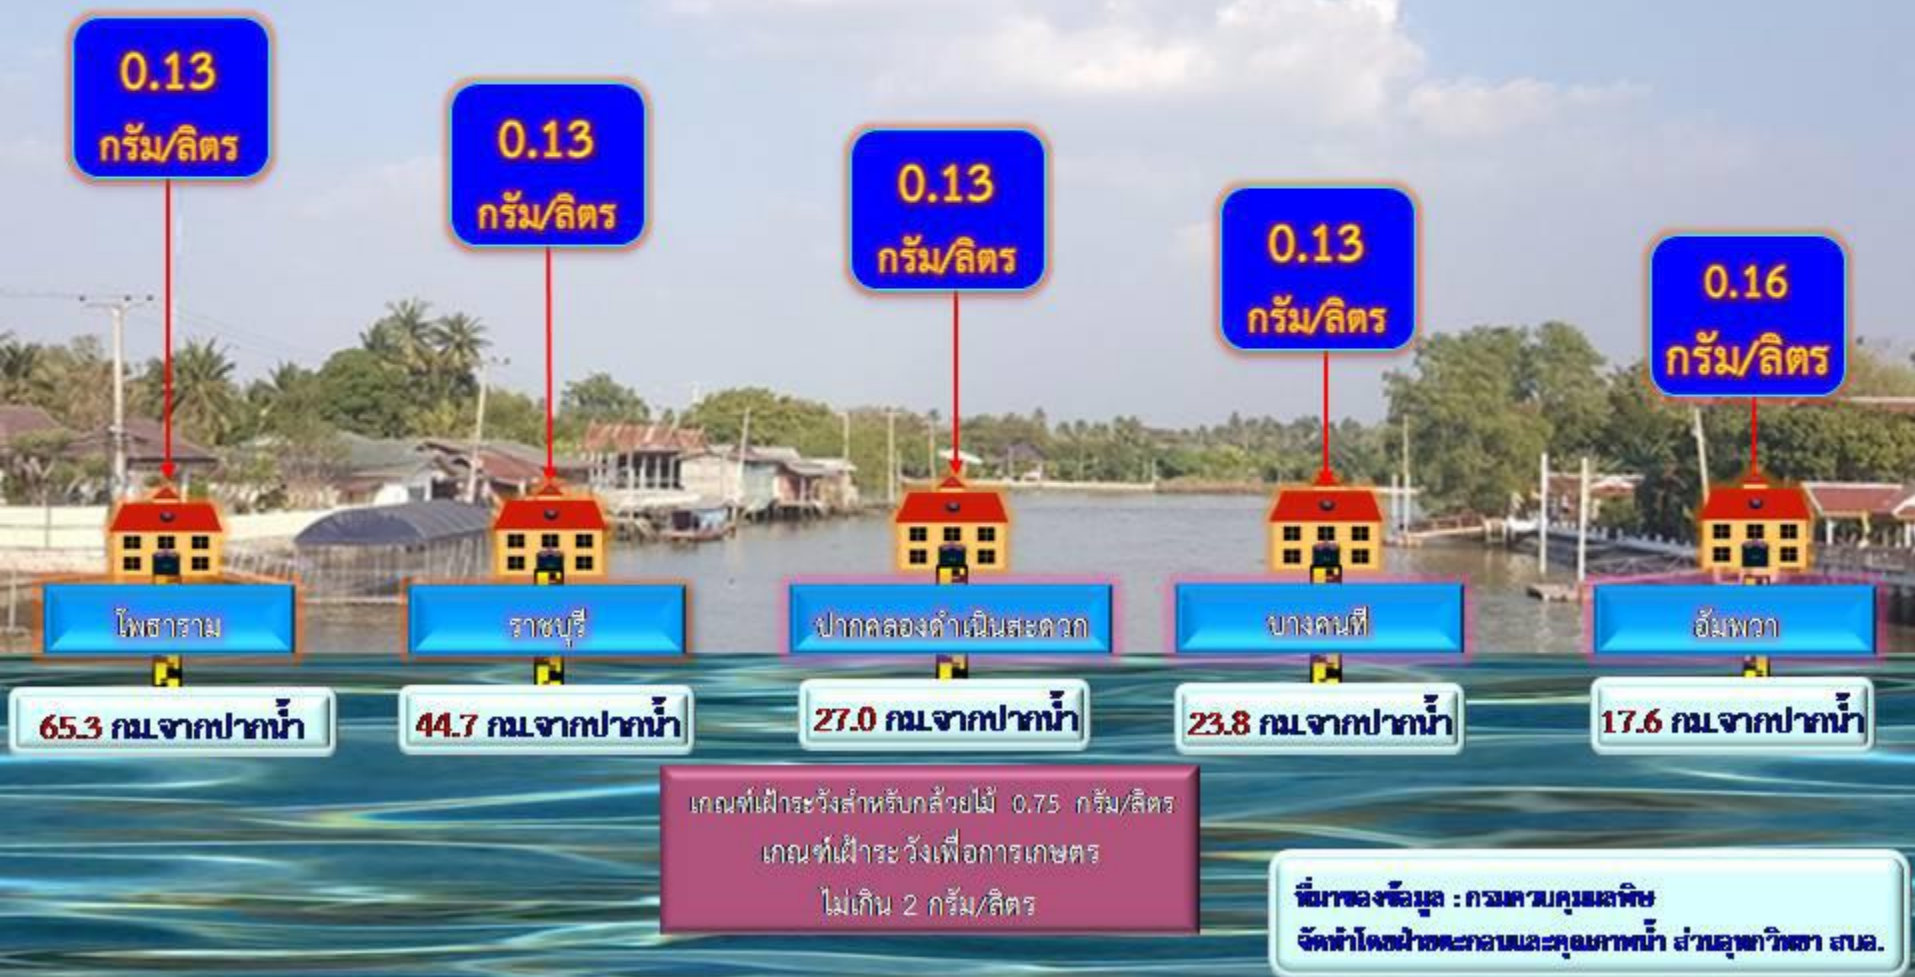 0.13
กรัม/ลิตร
0.13
กรัม/ลิตร
0.13
กรัม/ลิตร
0.13
กรัม/ลิตร
0.16
กรัม/ลิตร
โพธาราม
ราชบุรี
ปากคลองดำเนินสะดวก
บางคนที
อัมพวา
65.3 กม.จากปากน้ำ
44.7 กม.จากปากน้ำ
27.0 กม.จากปากน้ำ
23.8 กม.จากปากน้ำ
17.6 กม.จากปากน้ำ
เกณฑ์เฝ้าระวังสำหรับกล้วยไม้ 0.75 กรัม/ลิตร
เกณฑ์เฝ้าระวังเพื่อการเกษตร
ไม่เกิน 2 กรัม/ลิตร
ที่มาของข้อมูล : กรมควบคุมมลพิษ
จัดทำโดยฝ่ายตะกอนและคุณภาพน้ำ ส่วนอุทกวิทยา สบอ.